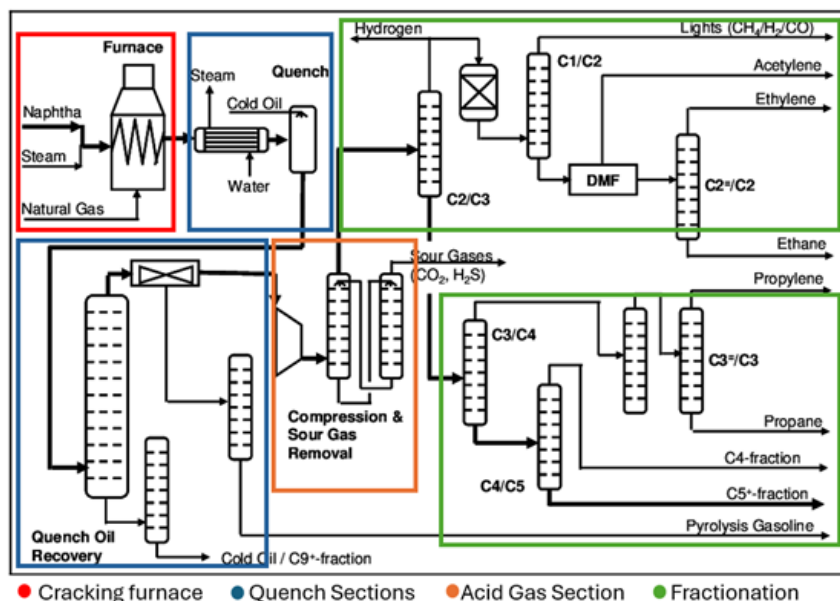 Furnace
Naphtha
Steam
Natural Gas
Steam
Quench
Cold Oil
Water
Hydrogen
C1/C2
Lights (CH₄/H₂/CO)
Acetylene
Ethylene
DMF
C2/C3
C2⁼/C2
Ethane
Sour Gases
(CO₂, H₂S)
Propylene
C3/C4
C3⁼/C3
Compression &
Sour Gas
Removal
Propane
C4/C5
C4-fraction
C5⁺-fraction
Quench Oil
Recovery
Pyrolysis Gasoline
Cold Oil / C9⁺-fraction
Cracking furnace
Quench Sections
Acid Gas Section
Fractionation